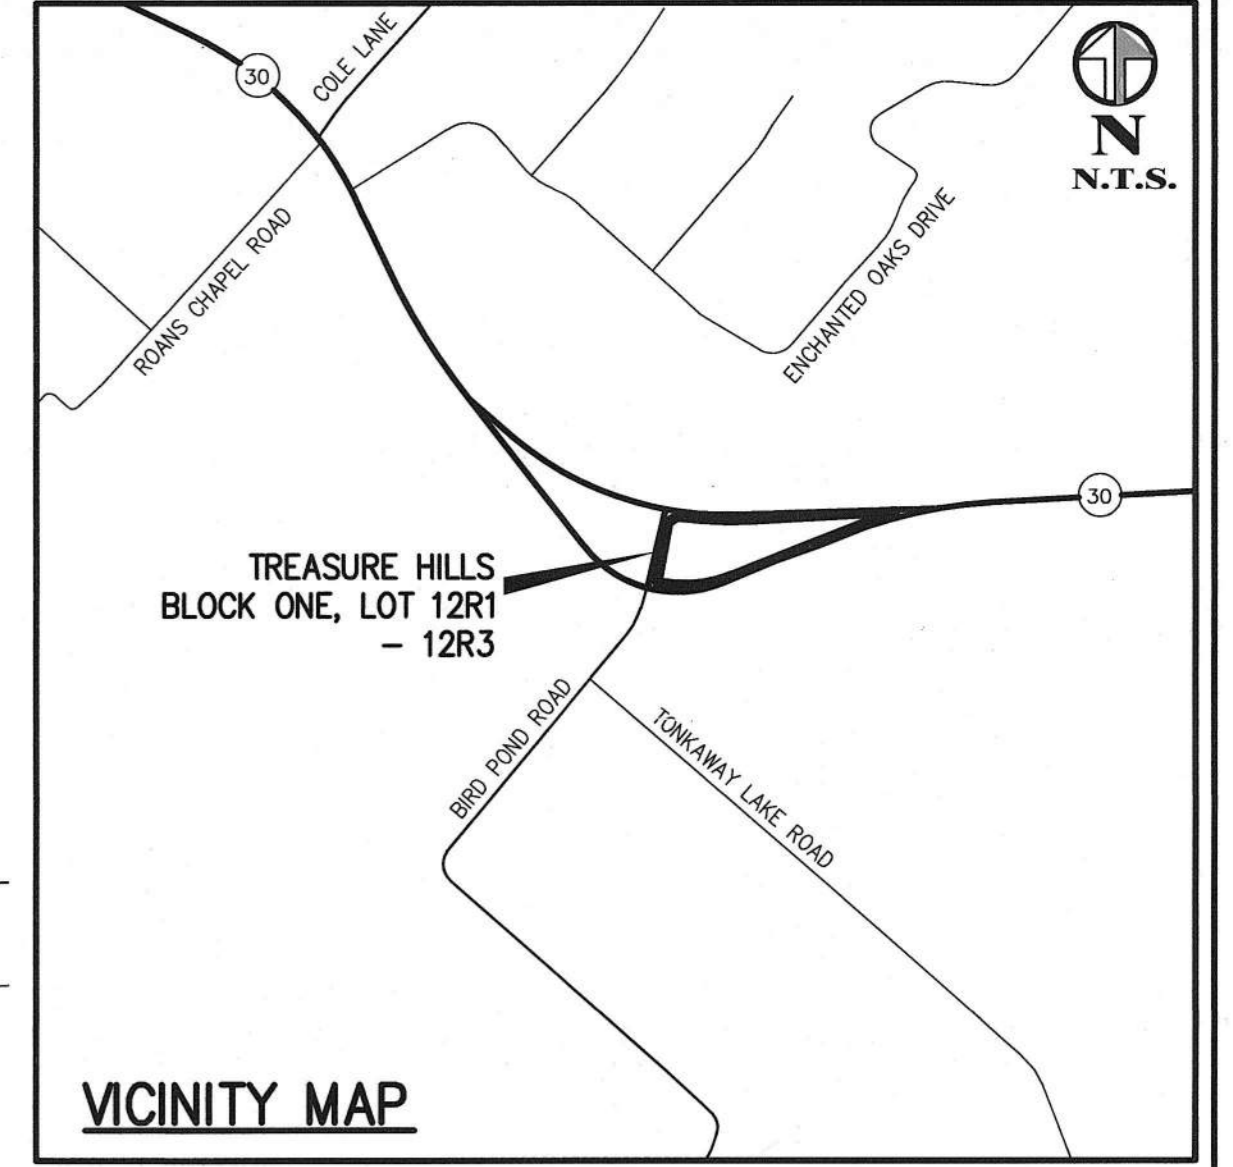 30
COLE LANE
N
N.T.S.
ROANS CHAPEL ROAD
ENCHANTED OAKS DRIVE
30
TREASURE HILLS
BLOCK ONE, LOT 12R1
- 12R3
BIRD POND ROAD
TONKAWAY LAKE ROAD
VICINITY MAP